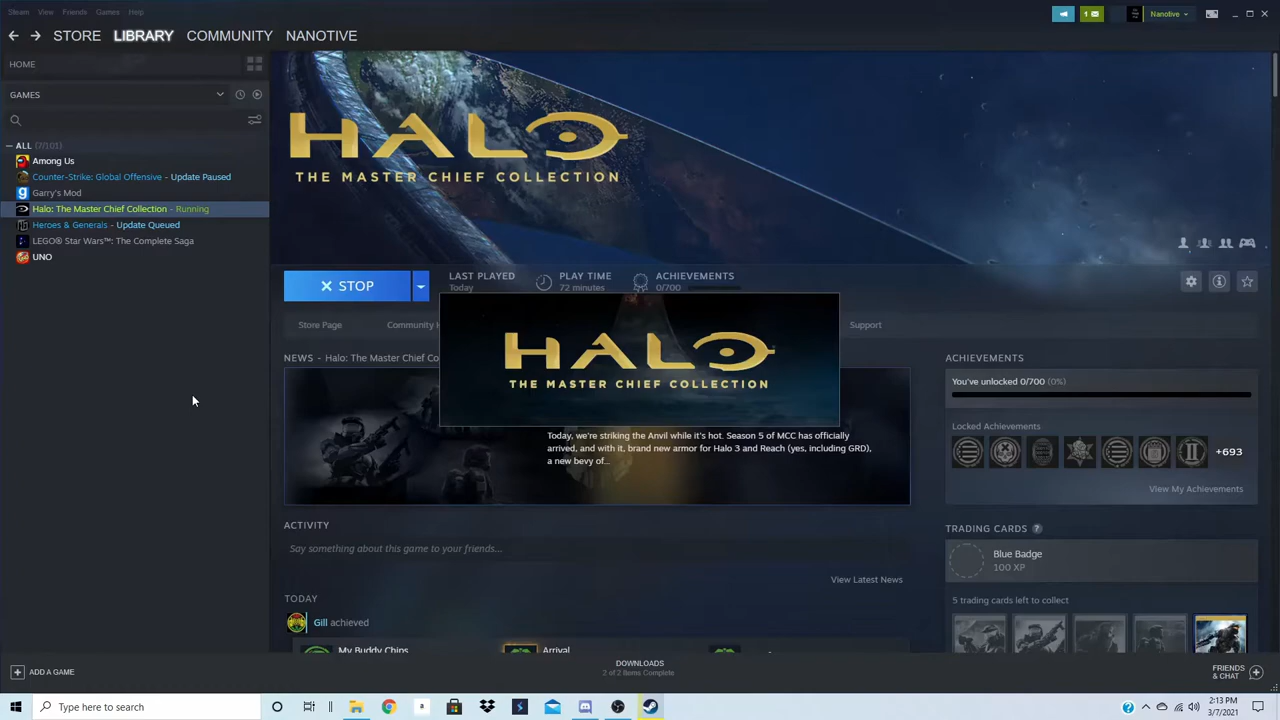 Steam View Friends Games Help
1
Nanotive
STORE LIBRARY COMMUNITY NANOTIVE
HOME
GAMES
ALL (7/101)
Among Us
Counter-Strike: Global Offensive - Update Paused
Garry's Mod
Halo: The Master Chief Collection - Running
Heroes & Generals - Update Queued
LEGO® Star Wars™: The Complete Saga
UNO
HALO
THE MASTER CHIEF COLLECTION
STOP
LAST PLAYED
Today
PLAY TIME
72 minutes
ACHIEVEMENTS
0/700
Store Page
Community H
Support
NEWS - Halo: The Master Chief Co
HALO
THE MASTER CHIEF COLLECTION
Today, we're striking the Anvil while it's hot. Season 5 of MCC has officially
arrived, and with it, brand new armor for Halo 3 and Reach (yes, including GRD),
a new bevy of...
ACTIVITY
Say something about this game to your friends...
View Latest News
TODAY
Gill achieved
My Buddy Chips
Arrival
ACHIEVEMENTS
You've unlocked 0/700 (0%)
Locked Achievements
+693
View My Achievements
TRADING CARDS ?
Blue Badge
100 XP
5 trading cards left to collect
ADD A GAME
DOWNLOADS
2 of 2 Items Complete
FRIENDS
& CHAT
Type here to search
2:13 PM
3/7/2021